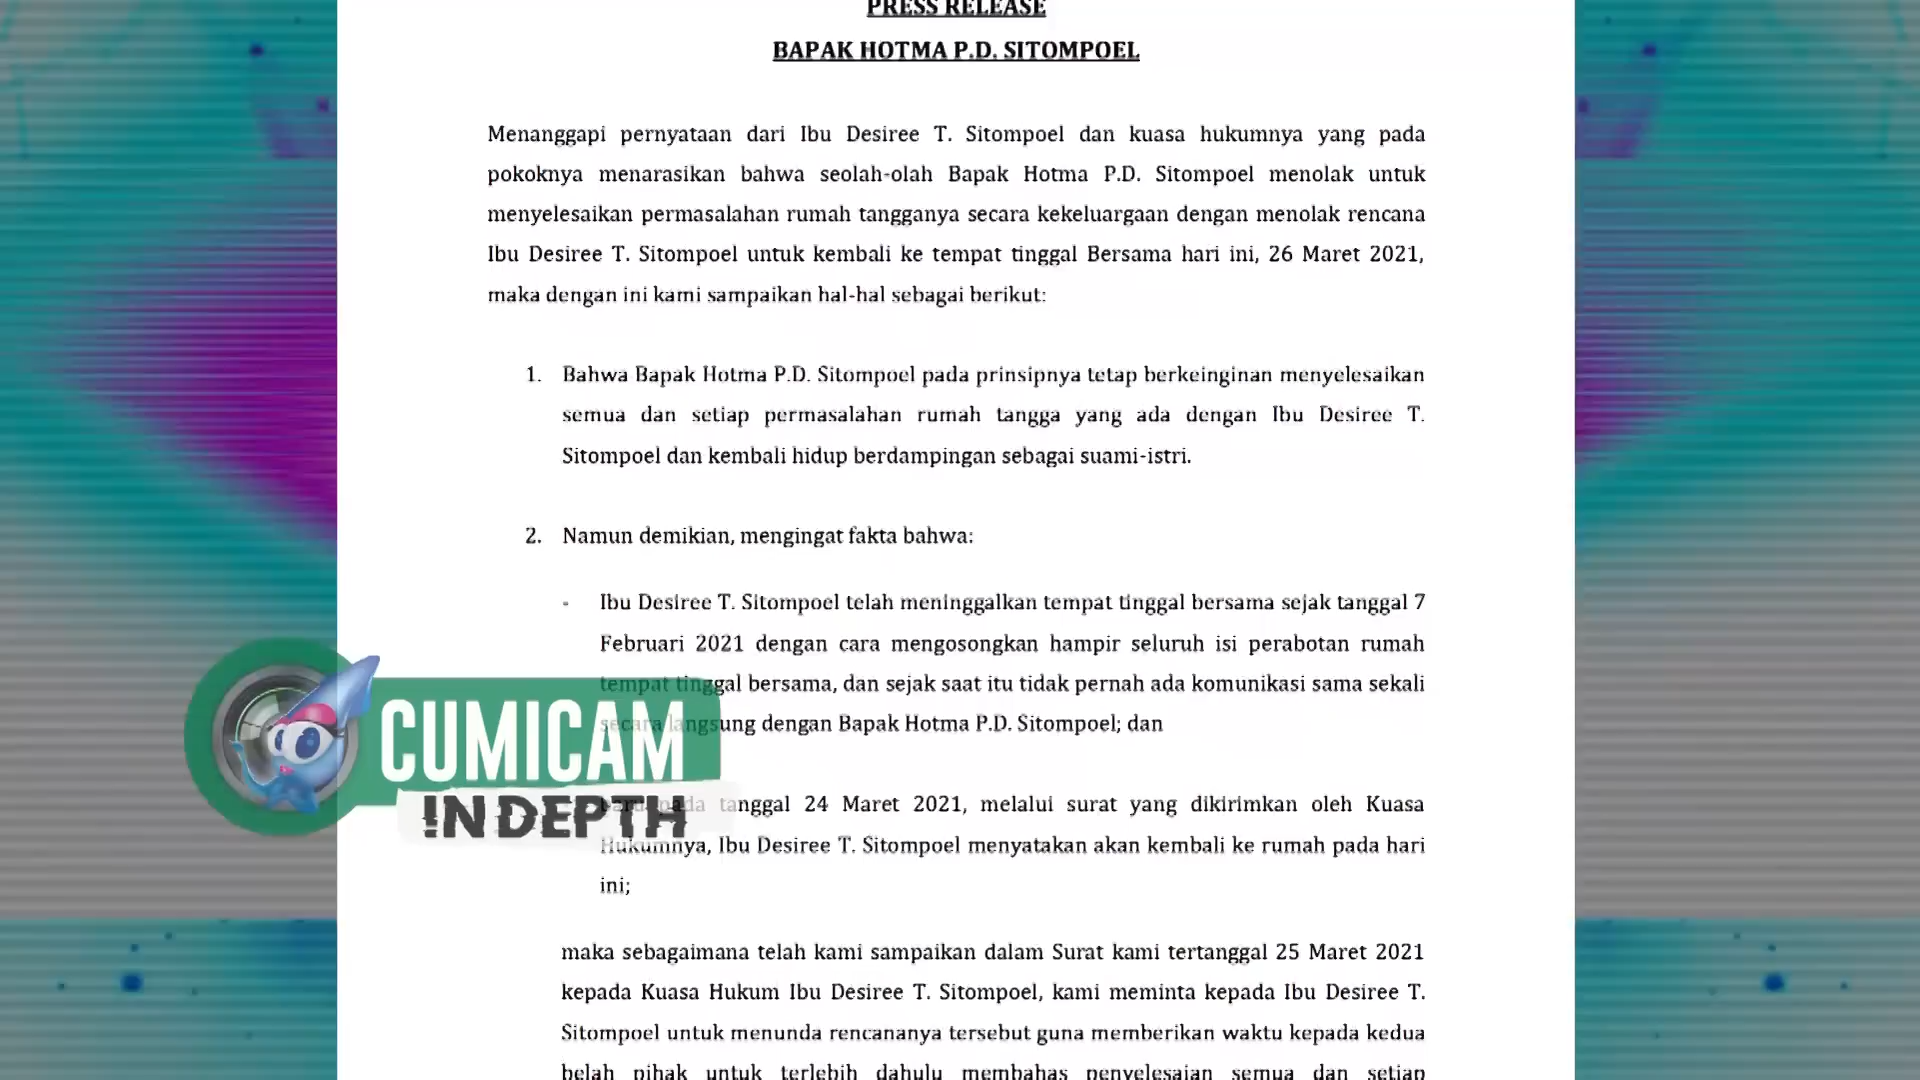 PRESS RELEASE
BAPAK HOTMA P.D. SITOMPOEL
Menanggapi pernyataan dari Ibu Desiree T. Sitompoel dan kuasa hukumnya yang pada
pokoknya menarasikan bahwa seolah-olah Bapak Hotma P.D. Sitompoel menolak untuk
menyelesaikan permasalahan rumah tangganya secara kekeluargaan dengan menolak rencana
Ibu Desiree T. Sitompoel untuk kembali ke tempat tinggal Bersama hari ini, 26 Maret 2021,
maka dengan ini kami sampaikan hal-hal sebagai berikut:
1. Bahwa Bapak Hotma P.D. Sitompoel pada prinsipnya tetap berkeinginan menyelesaikan
semua dan setiap permasalahan rumah tangga yang ada dengan Ibu Desiree T.
Sitompoel dan kembali hidup berdampingan sebagai suami-istri.
2. Namun demikian, mengingat fakta bahwa:
- Ibu Desiree T. Sitompoel telah meninggalkan tempat tinggal bersama sejak tanggal 7
Februari 2021 dengan cara mengosongkan hampir seluruh isi perabotan rumah
tempat tinggal bersama, dan sejak saat itu tidak pernah ada komunikasi sama sekali
secara langsung dengan Bapak Hotma P.D. Sitompoel; dan
baru pada tanggal 24 Maret 2021, melalui surat yang dikirimkan oleh Kuasa
Hukumnya, Ibu Desiree T. Sitompoel menyatakan akan kembali ke rumah pada hari
ini;
maka sebagaimana telah kami sampaikan dalam Surat kami tertanggal 25 Maret 2021
kepada Kuasa Hukum Ibu Desiree T. Sitompoel, kami meminta kepada Ibu Desiree T.
Sitompoel untuk menunda rencananya tersebut guna memberikan waktu kepada kedua
belah pihak untuk terlebih dahulu membahas penyelesaian semua dan setiap
CUMICAM
!N DEPTH